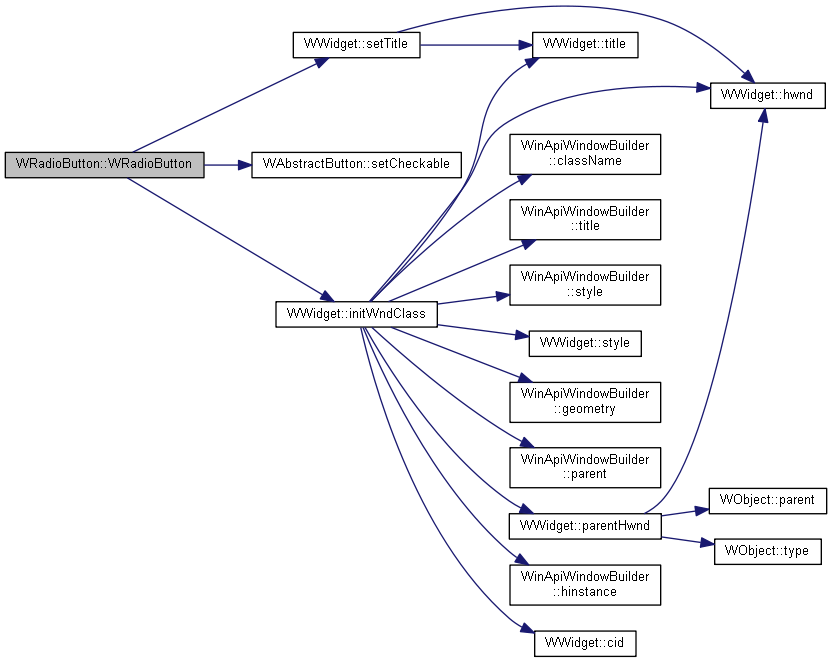 WWidget::setTitle
WWidget::title
WWidget::hwnd
WRadioButton::WRadioButton
WAbstractButton::setCheckable
WinApiWindowBuilder
::className
WinApiWindowBuilder
::title
WinApiWindowBuilder
::style
WWidget::initWndClass
WWidget::style
WinApiWindowBuilder
::geometry
WinApiWindowBuilder
::parent
WWidget::parentHwnd
WObject::parent
WObject::type
WinApiWindowBuilder
::hinstance
WWidget::cid